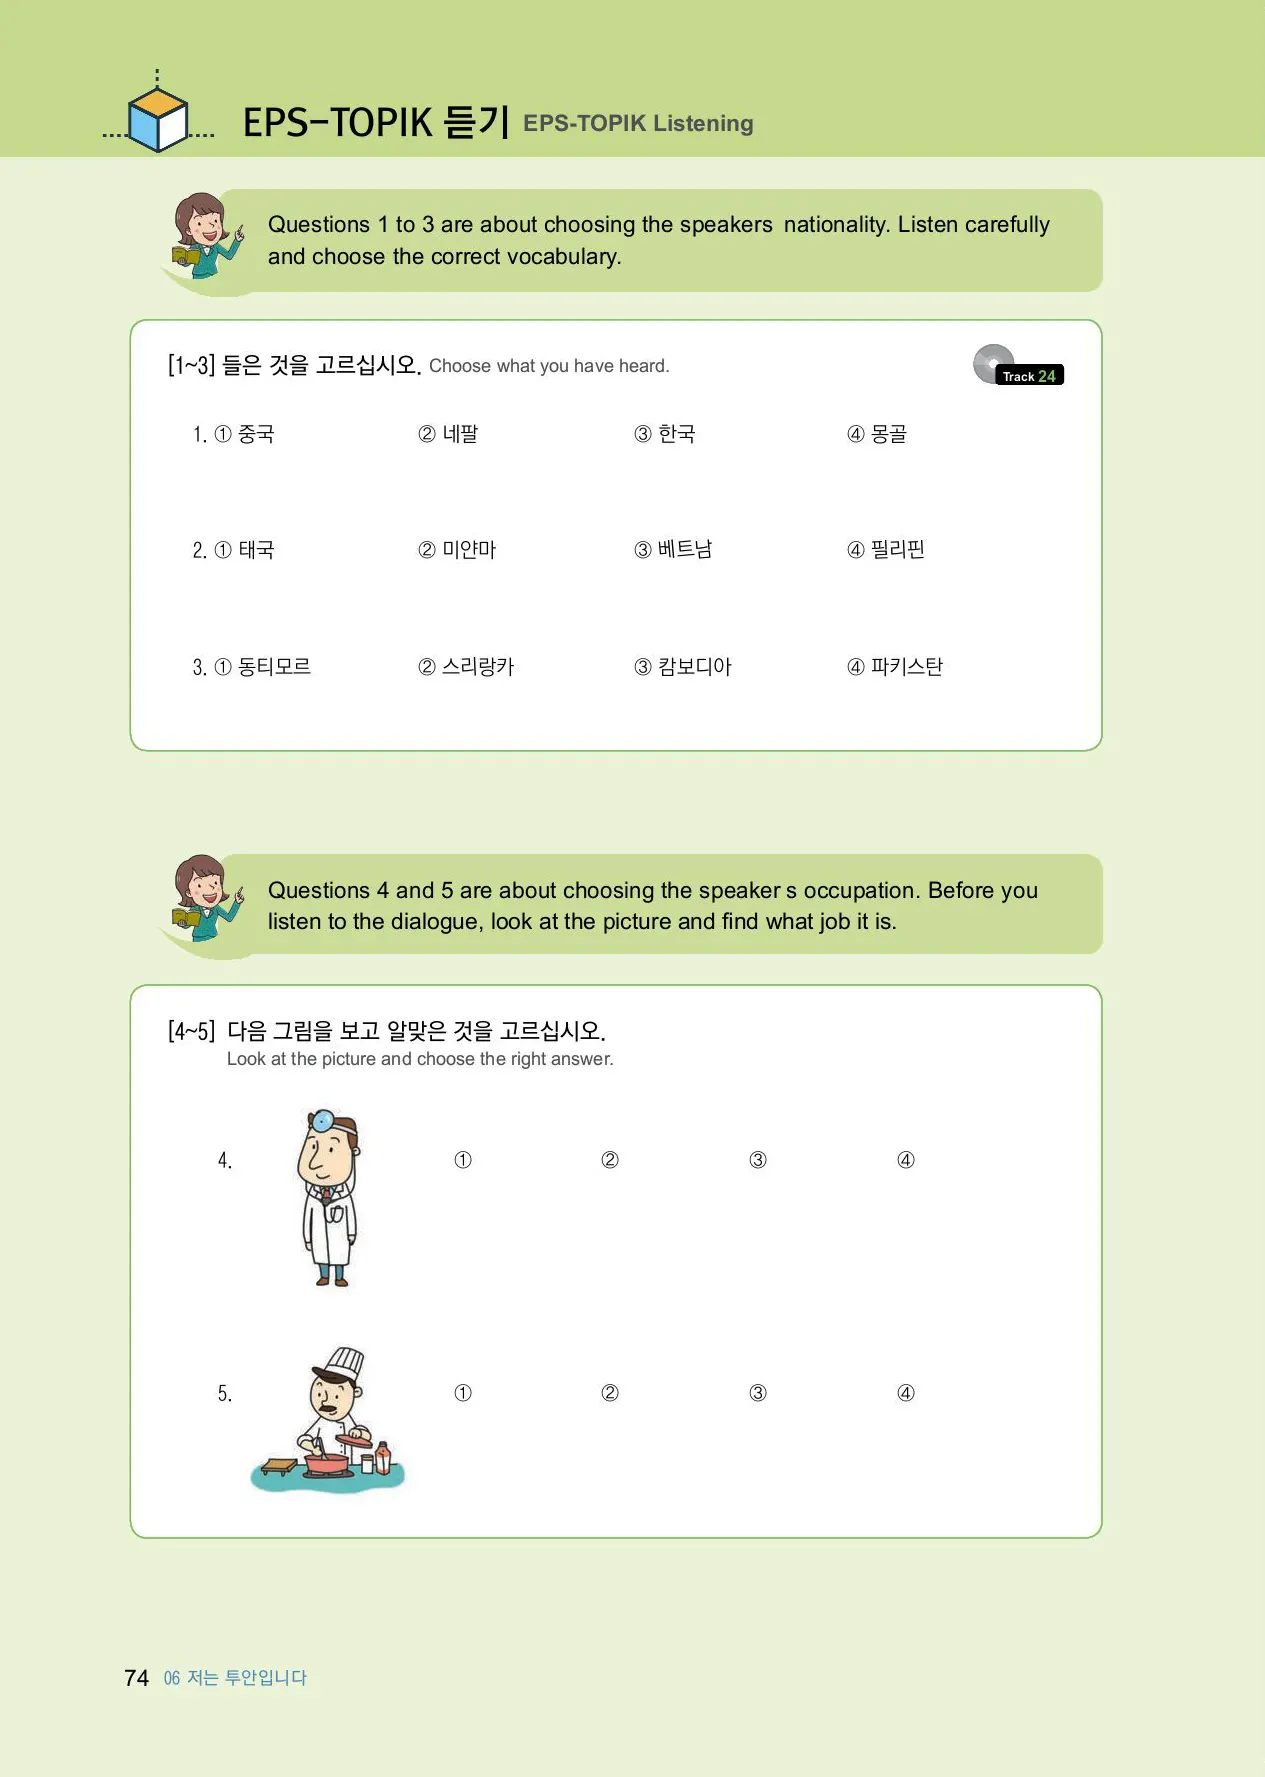 EPS-TOPIK 듣기 EPS-TOPIK Listening
Questions 1 to 3 are about choosing the speakers nationality. Listen carefully
and choose the correct vocabulary.
[1~3] 들은 것을 고르십시오. Choose what you have heard.
Track 24
1. ① 중국 ② 네팔 ③ 한국 ④ 몽골
2. ① 태국 ② 미얀마 ③ 베트남 ④ 필리핀
3. ① 동티모르 ② 스리랑카 ③ 캄보디아 ④ 파키스탄
Questions 4 and 5 are about choosing the speaker s occupation. Before you
listen to the dialogue, look at the picture and find what job it is.
[4~5] 다음 그림을 보고 알맞은 것을 고르십시오.
Look at the picture and choose the right answer.
4. ① ② ③ ④
5. ① ② ③ ④
74 06 저는 투안입니다